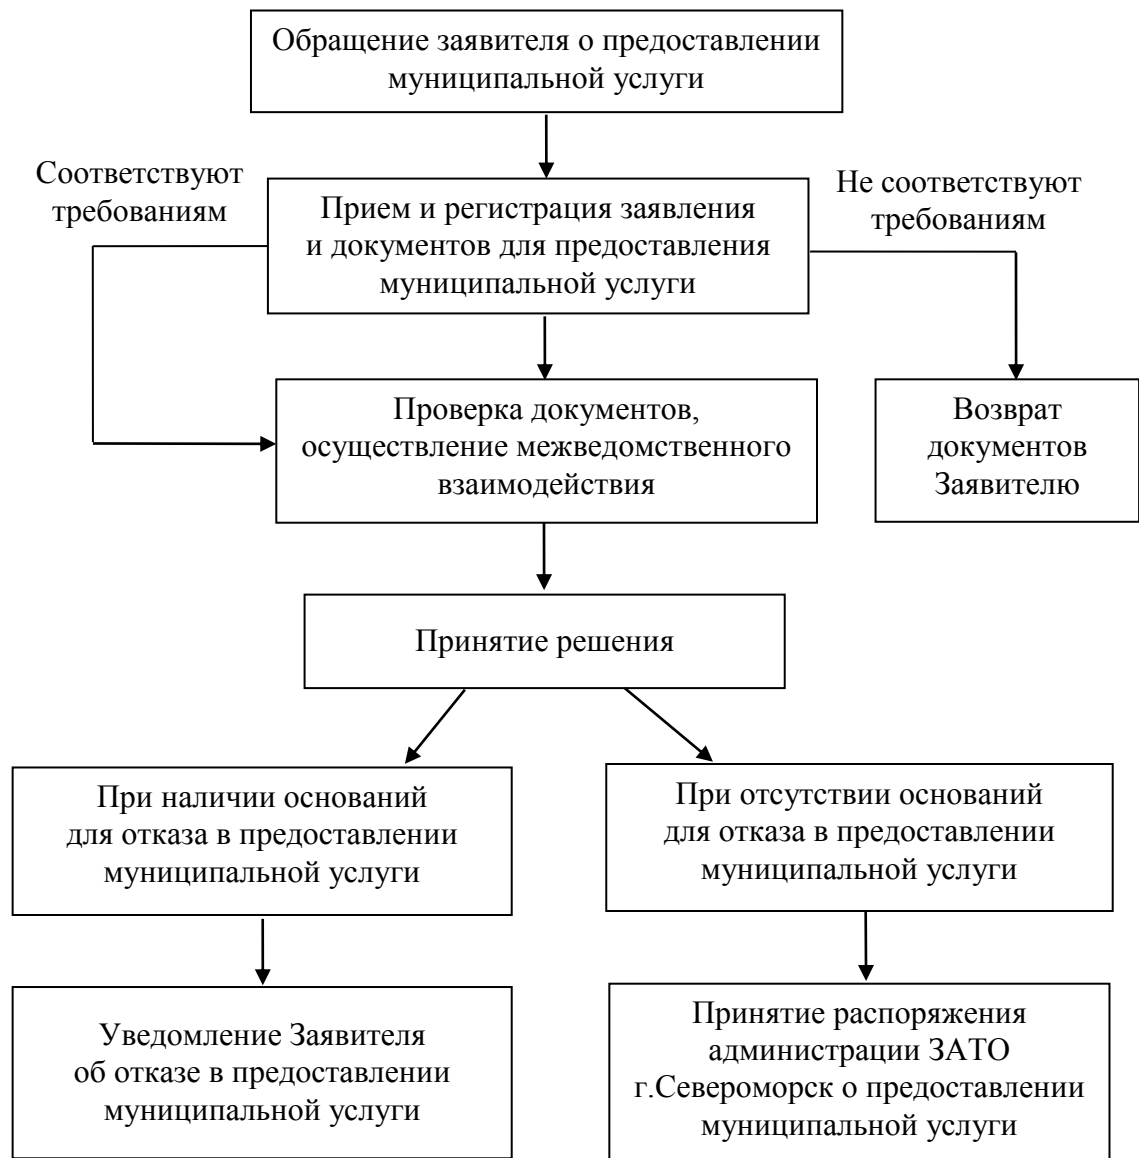 Обращение заявителя о предоставлении
муниципальной услуги
Соответствуют
требованиям
Прием и регистрация заявления
и документов для предоставления
муниципальной услуги
Не соответствуют
требованиям
Проверка документов,
осуществление межведомственного
взаимодействия
Возврат
документов
Заявителю
Принятие решения
При наличии оснований
для отказа в предоставлении
муниципальной услуги
При отсутствии оснований
для отказа в предоставлении
муниципальной услуги
Уведомление Заявителя
об отказе в предоставлении
муниципальной услуги
Принятие распоряжения
администрации ЗАТО
г.Североморск о предоставлении
муниципальной услуги